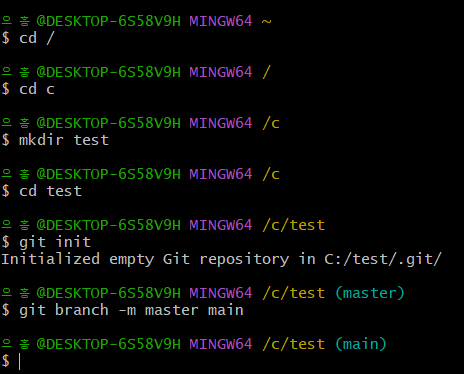 으 흘 @DESKTOP-6S58V9H MINGW64 ~
$ cd /
으 흘 @DESKTOP-6S58V9H MINGW64 /
$ cd c
으 흘 @DESKTOP-6S58V9H MINGW64 /c
$ mkdir test
으 흘 @DESKTOP-6S58V9H MINGW64 /c
$ cd test
으 흘 @DESKTOP-6S58V9H MINGW64 /c/test
$ git init
Initialized empty Git repository in C:/test/.git/
으 흘 @DESKTOP-6S58V9H MINGW64 /c/test (master)
$ git branch -m master main
으 흘 @DESKTOP-6S58V9H MINGW64 /c/test (main)
$